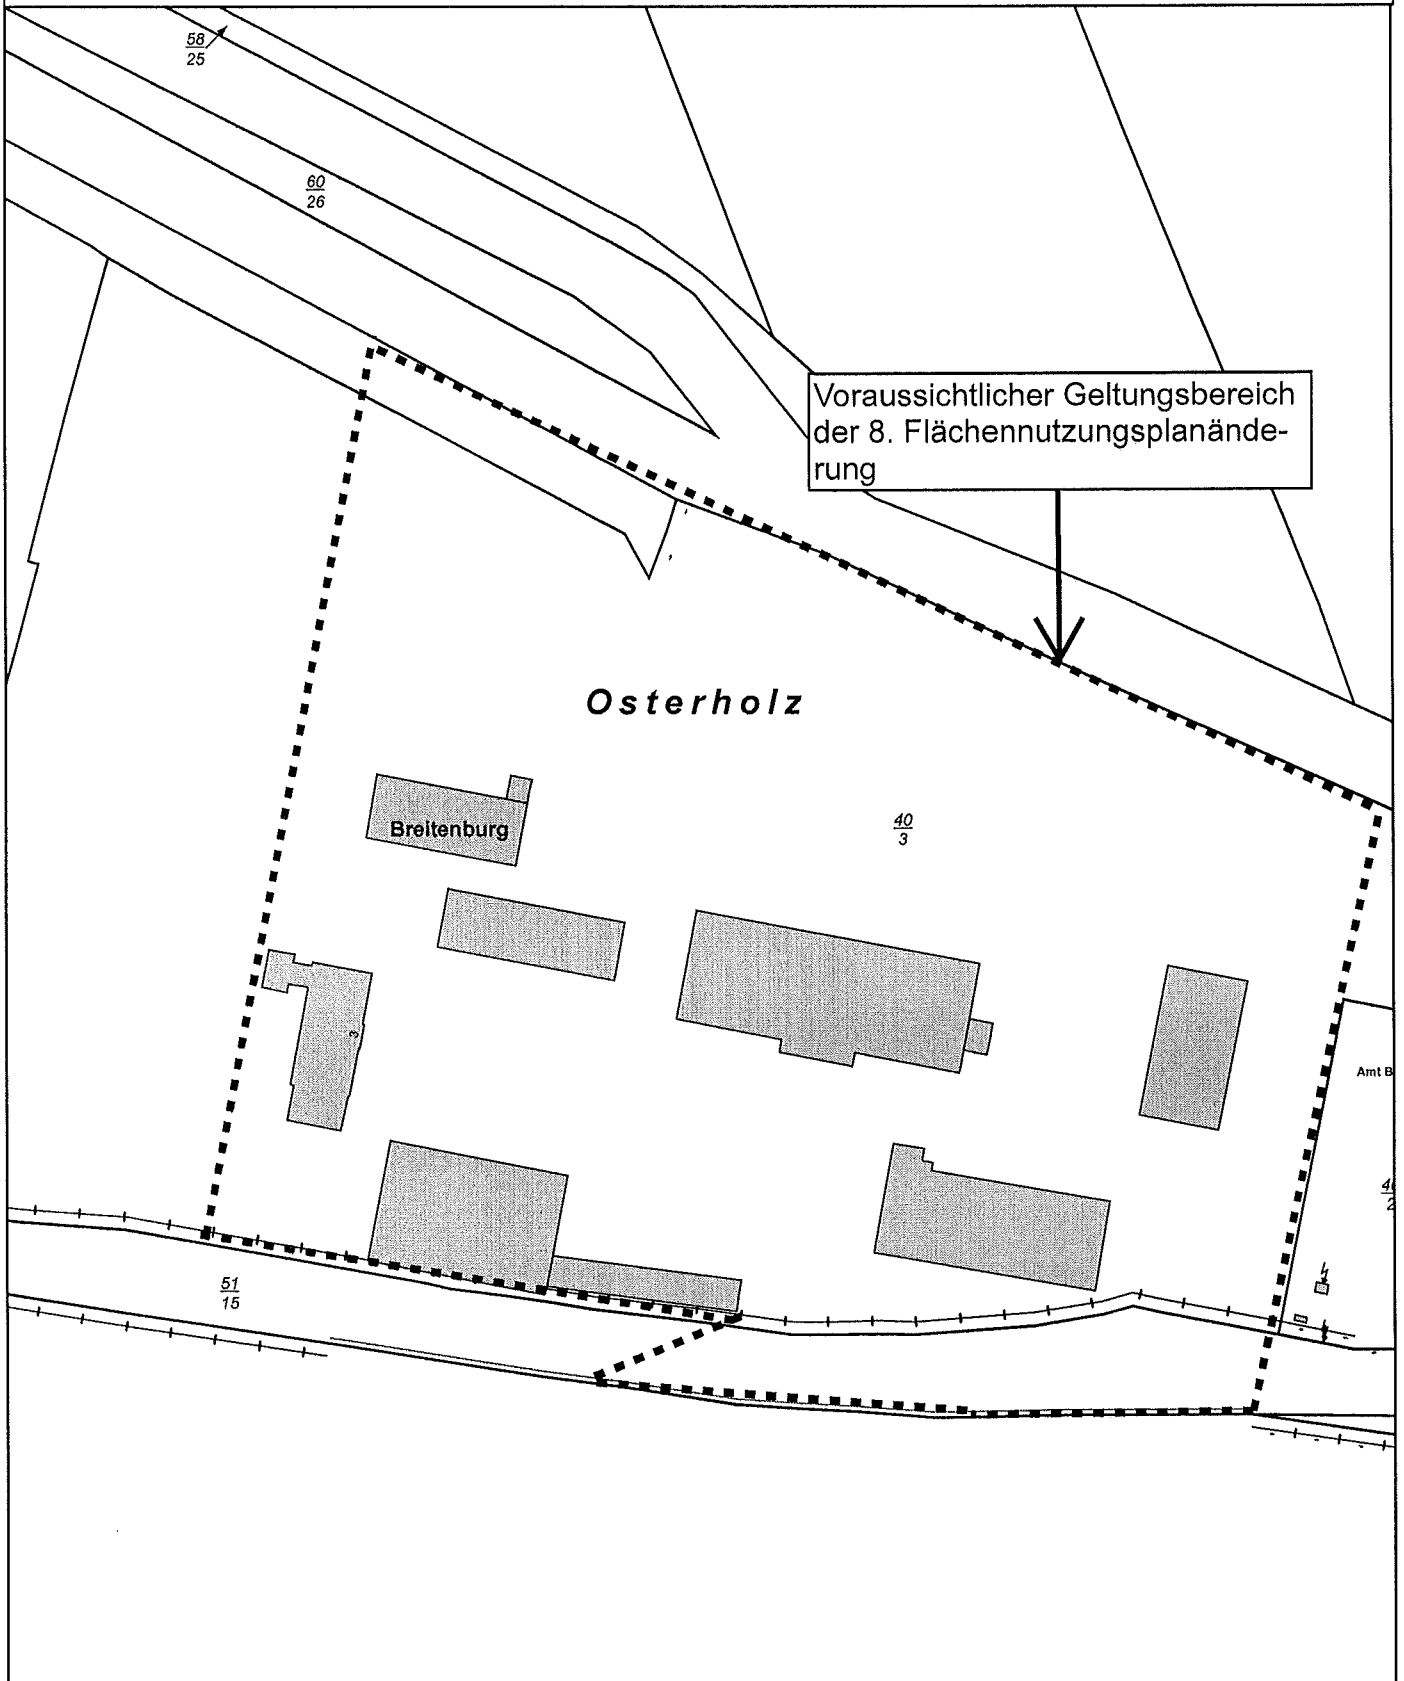 58
25
60
26
Voraussichtlicher Geltungsbereich
der 8. Flächennutzungsplanände-
rung
Osterholz
Breitenburg
40
3
3
Amt B
51
15